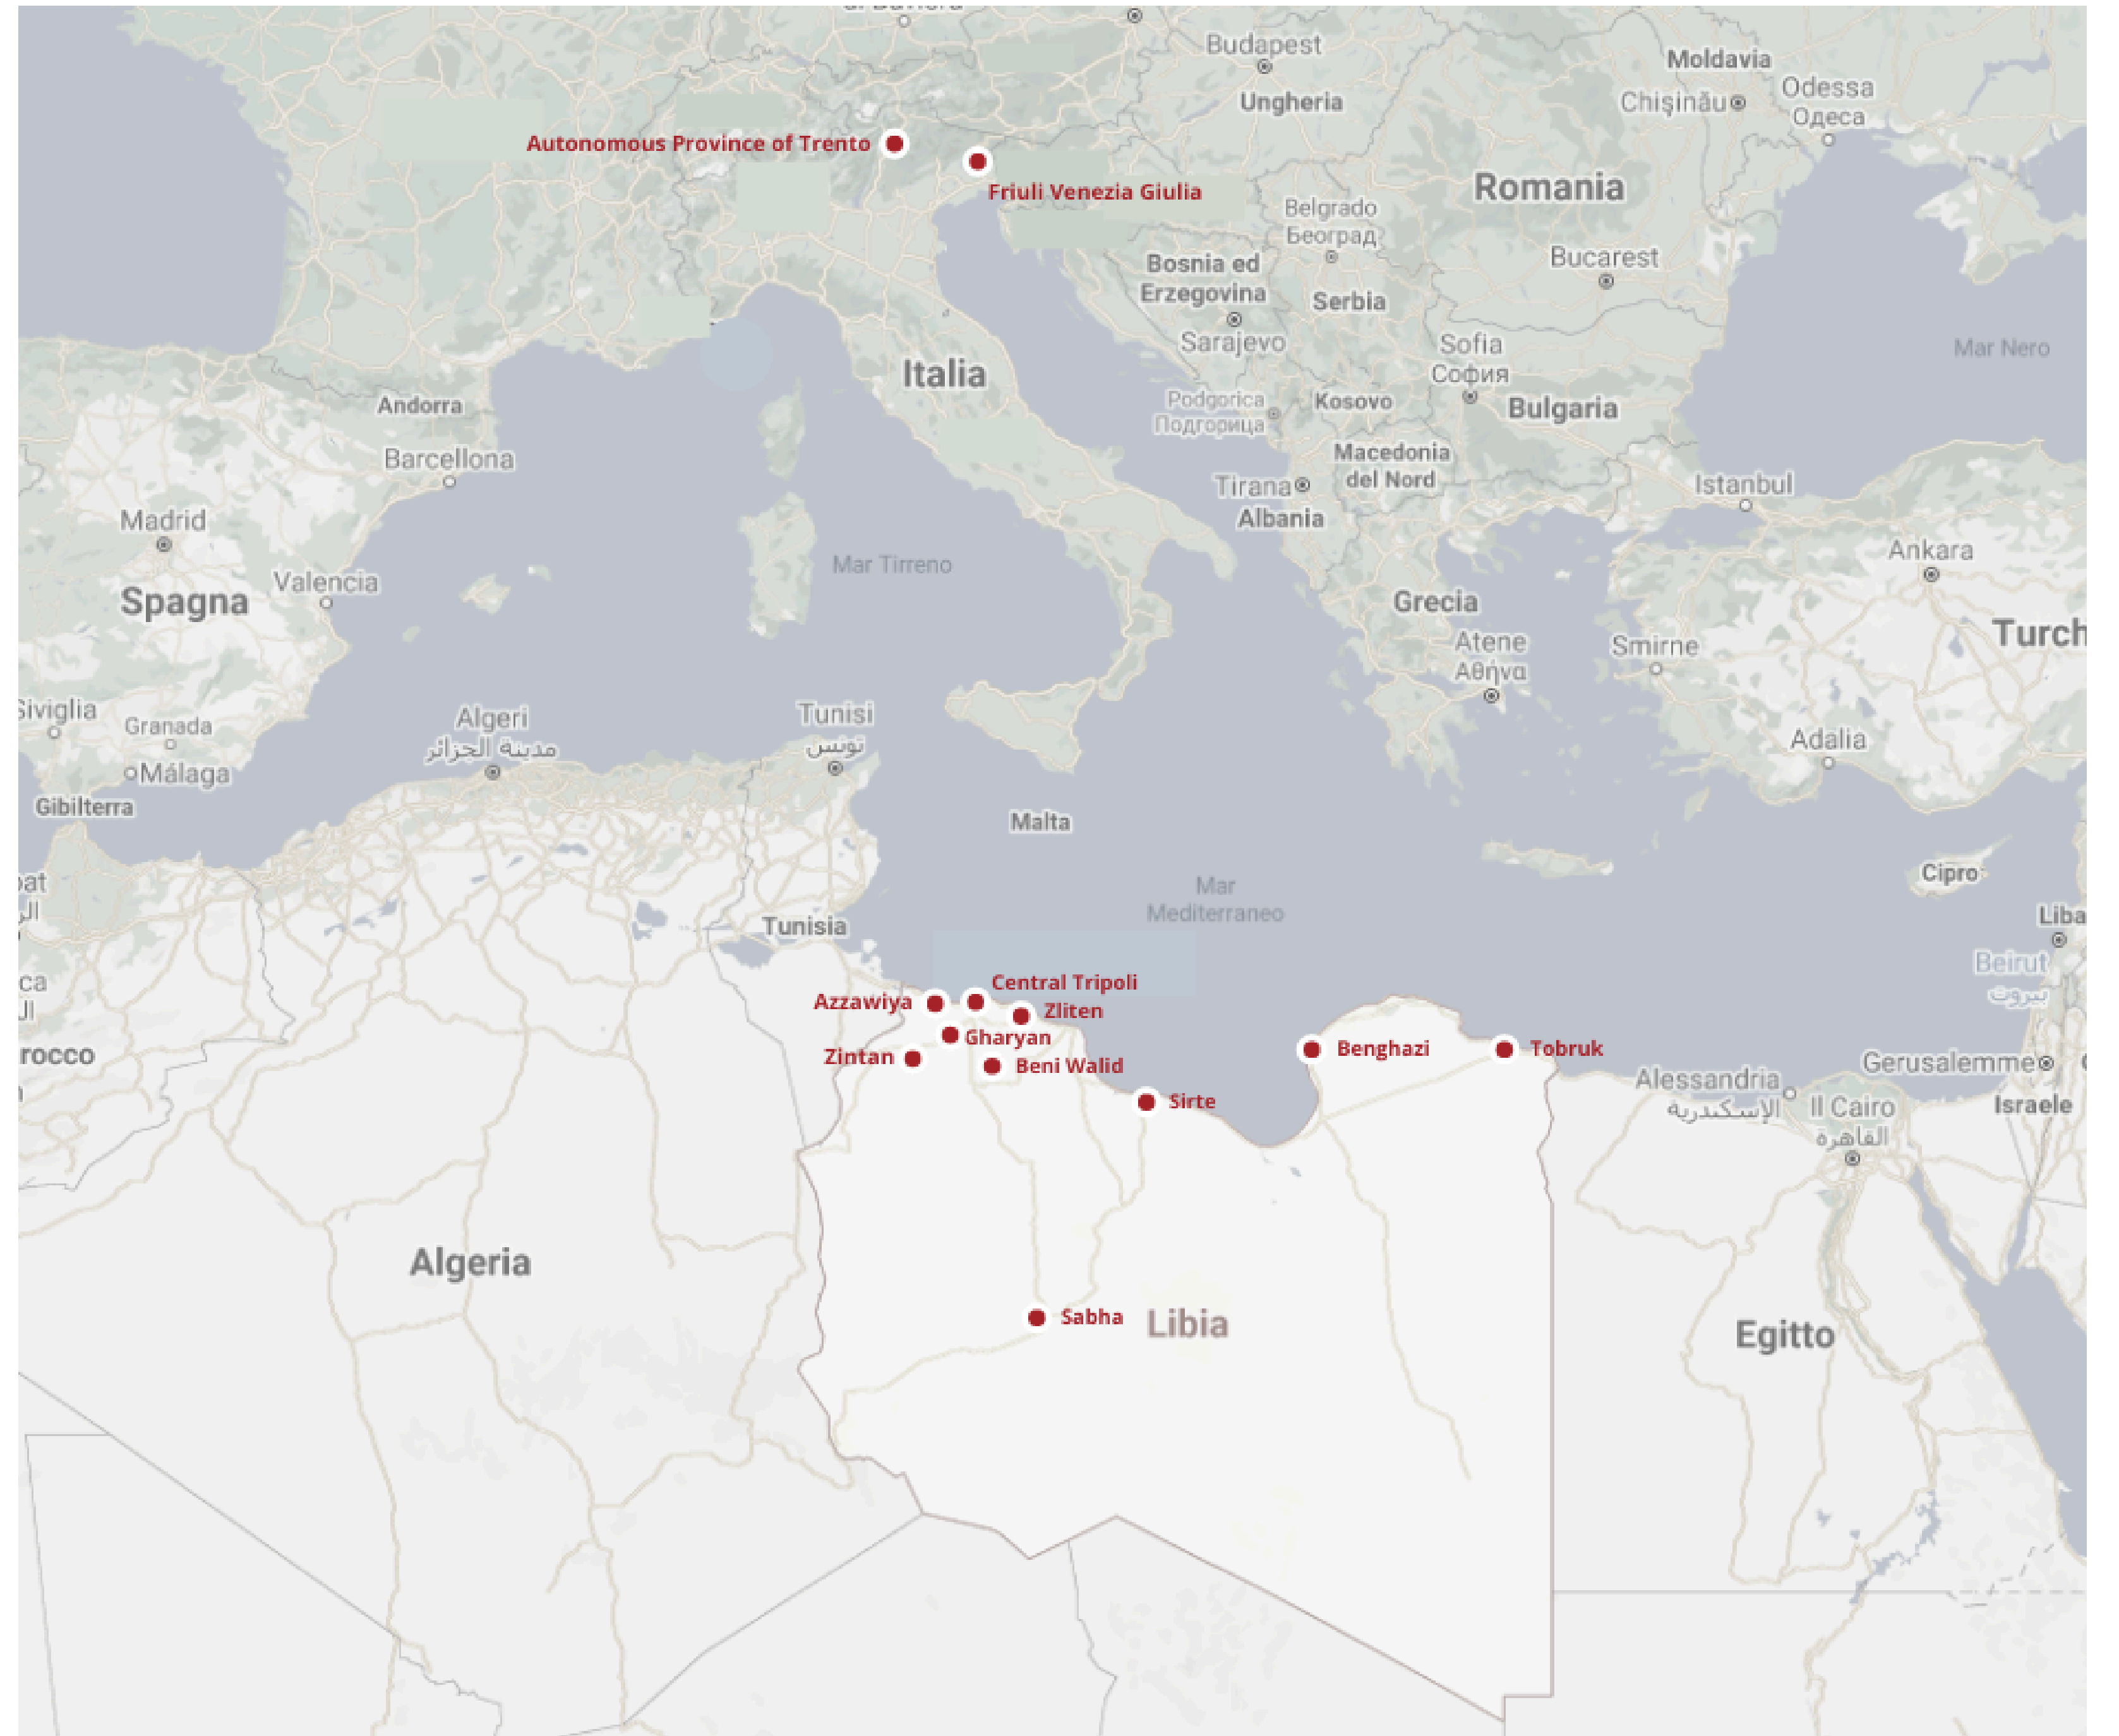 Budapest
Ungheria
Moldavia
Chișinău
Odessa
Одеса
Autonomous Province of Trento
Friuli Venezia Giulia
Romania
Belgrado
Београд
Bosnia ed
Erzegovina
Serbia
Bucarest
Sarajevo
Sofia
София
Mar Nero
Italia
Andorra
Podgorica
Подгорица
Kosovo
Bulgaria
Barcellona
Macedonia
del Nord
Tirana
Albania
Istanbul
Madrid
Ankara
Mar Tirreno
Valencia
Spagna
Grecia
Turch
Atene
Αθήνα
Smirne
Siviglia
Granada
Algeri
مدينة الجزائر
Tunisi
تونس
Adalia
Málaga
Gibilterra
Malta
Cipro
Mar
Mediterraneo
Tunisia
Liba
Beirut
بيروت
Central Tripoli
Azzawiya
Zliten
Gharyan
Zintan
Beni Walid
Benghazi
Tobruk
rocco
Sirte
Gerusalemme
Alessandria
الإسكندرية
Il Cairo
القاهرة
Israele
Algeria
Sabha
Libia
Egitto